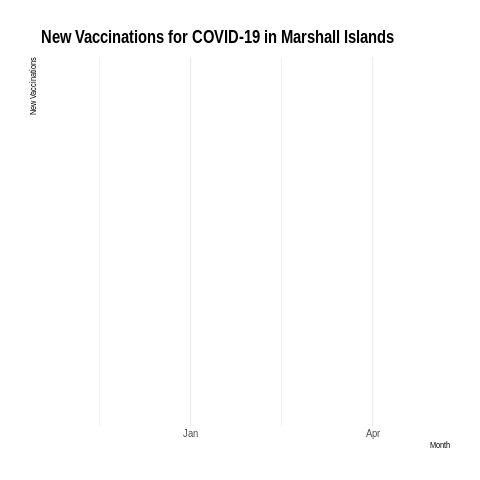 New Vaccinations for COVID-19 in Marshall Islands
New Vaccinations
Jan
Apr
Month